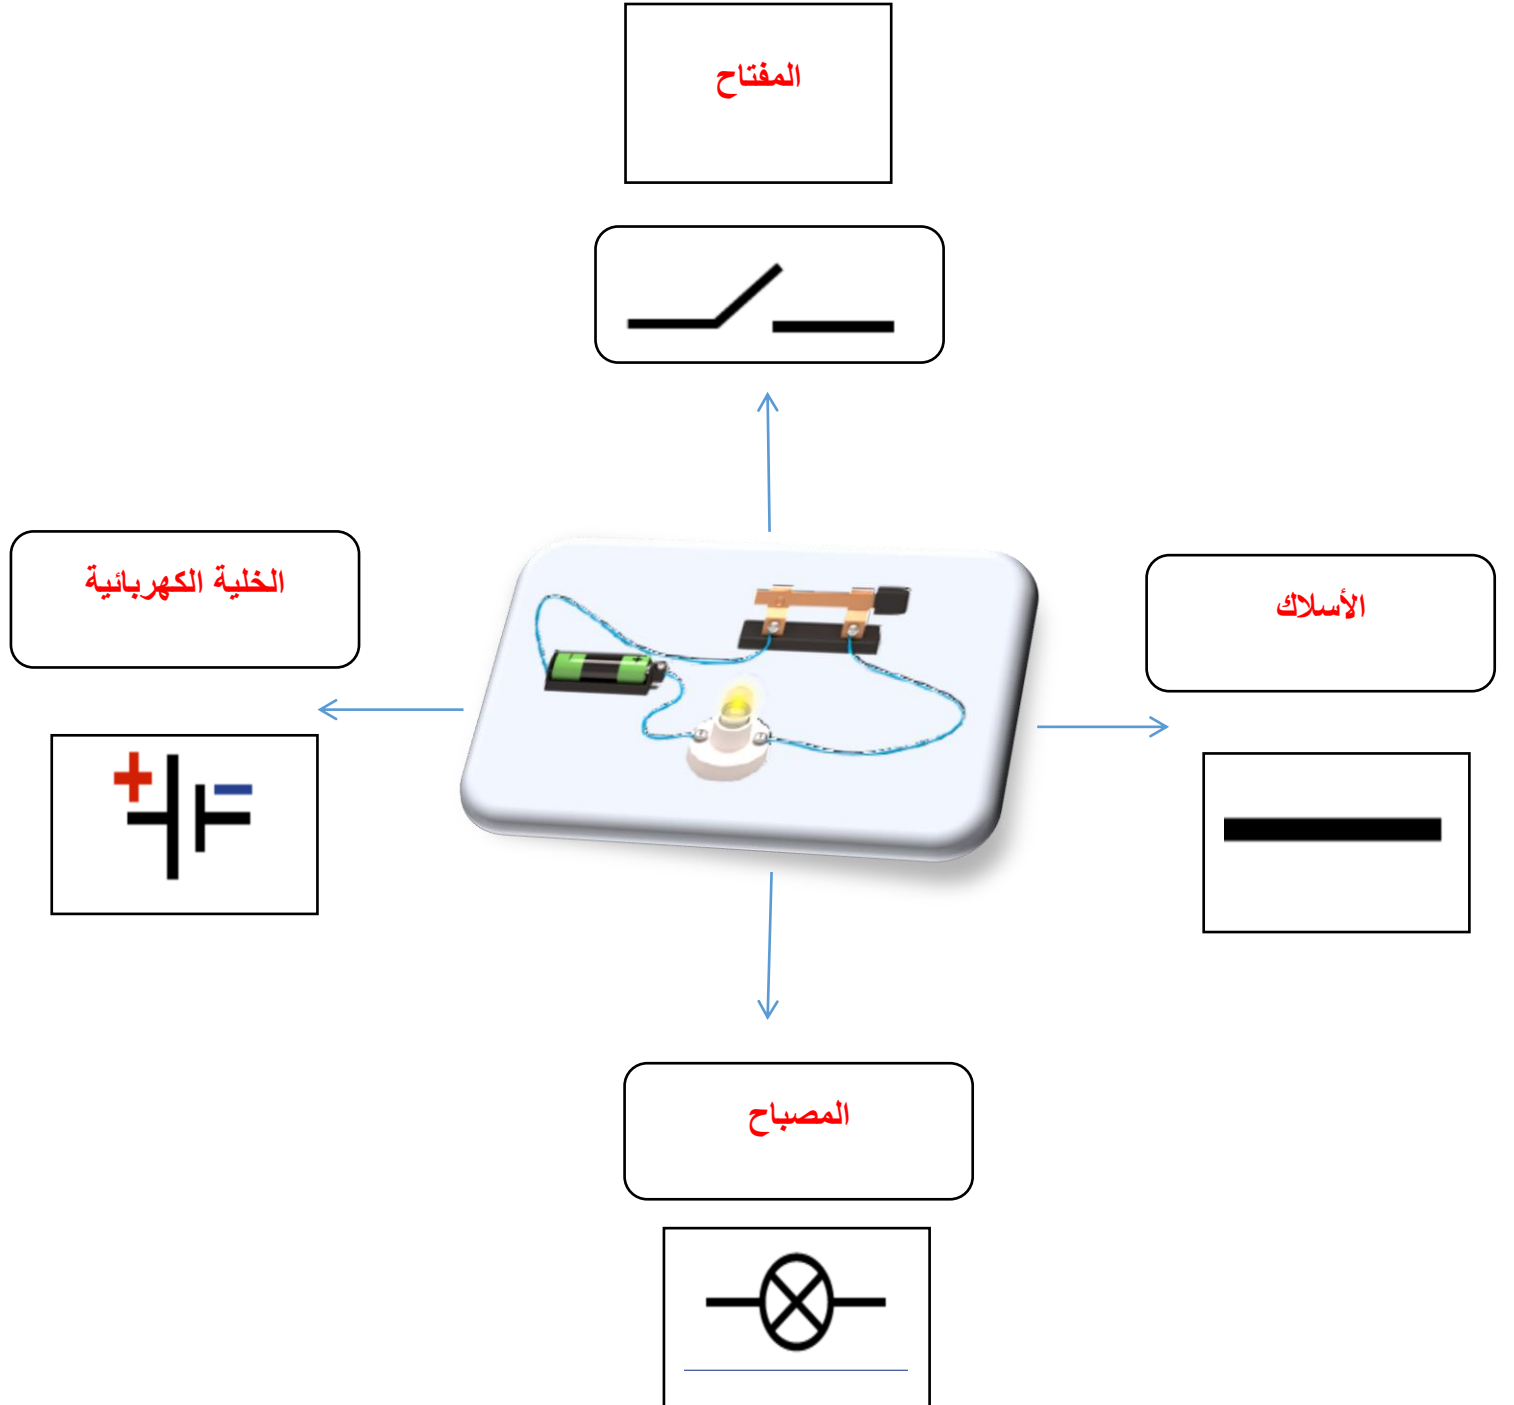 المفتاح
الخلية الكهربائية
الأسلاك
+
-
المصباح